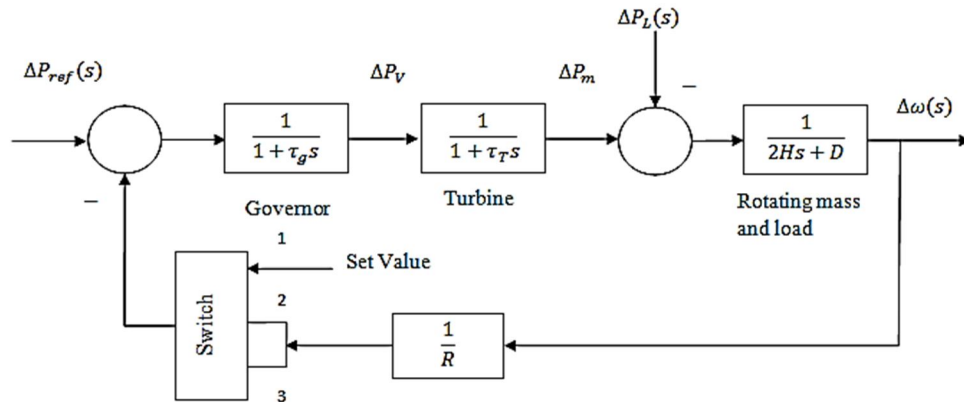 ΔP_L(s)
ΔP_ref(s)
ΔP_V
ΔP_m
−
Δω(s)
1
1 + τ_g s
1
1 + τ_T s
1
2Hs + D
−
Governor
Turbine
Rotating mass
and load
1
Set Value
2
Switch
1
R
3